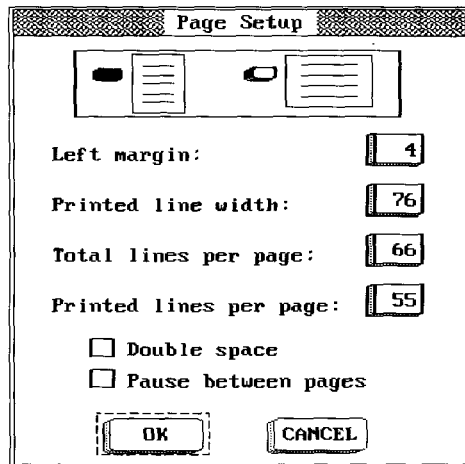 Page Setup
Left margin: 4
Printed line width: 76
Total lines per page: 66
Printed lines per page: 55
Double space
Pause between pages
OK CANCEL